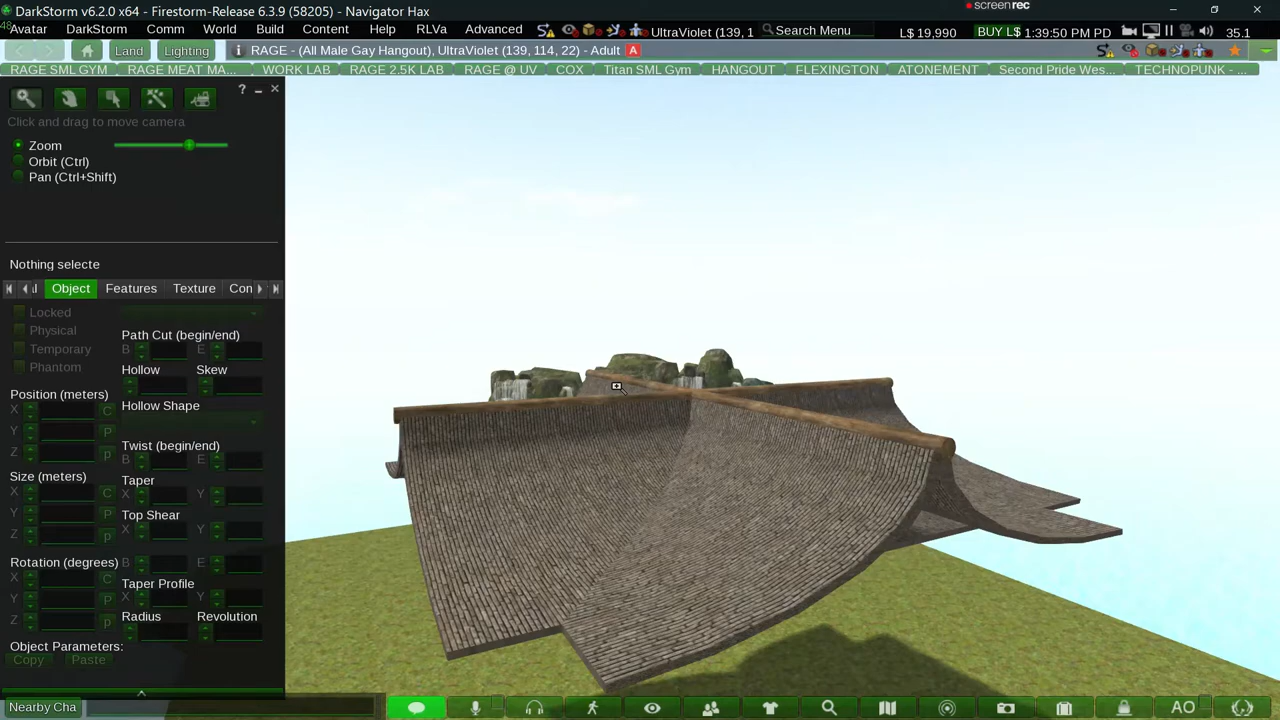 screenrec
DarkStorm v6.2.0 x64 - Firestorm-Release 6.3.9 (58205) - Navigator Hax
48
Avatar DarkStorm Comm World Build Content Help RLVa Advanced UltraViolet (139, 1 Search Menu L$ 19,990 BUY L$ 1:39:50 PM PDT 35.1
Land Lighting RAGE - (All Male Gay Hangout), UltraViolet (139, 114, 22) - Adult A
RAGE SML GYM RAGE MEAT MA... WORK LAB RAGE 2.5K LAB RAGE @ UV COX Titan SML Gym HANGOUT FLEXINGTON ATONEMENT Second Pride Wes... TECHNOPUNK - ...
?
Click and drag to move camera
Zoom
Orbit (Ctrl)
Pan (Ctrl+Shift)
Nothing selecte
Object Features Texture Con
Locked
Physical
Temporary
Phantom
Path Cut (begin/end)
B E
Hollow Skew
Position (meters)
X C
Y P
Z p
Hollow Shape
Twist (begin/end)
B E
Size (meters)
X C
Y P
Z p
Taper
X Y
Top Shear
X Y
Rotation (degrees)
X C
Y P
Z p
B E
Taper Profile
X Y
Radius Revolution
Object Parameters:
Copy Paste
Nearby Cha
AO